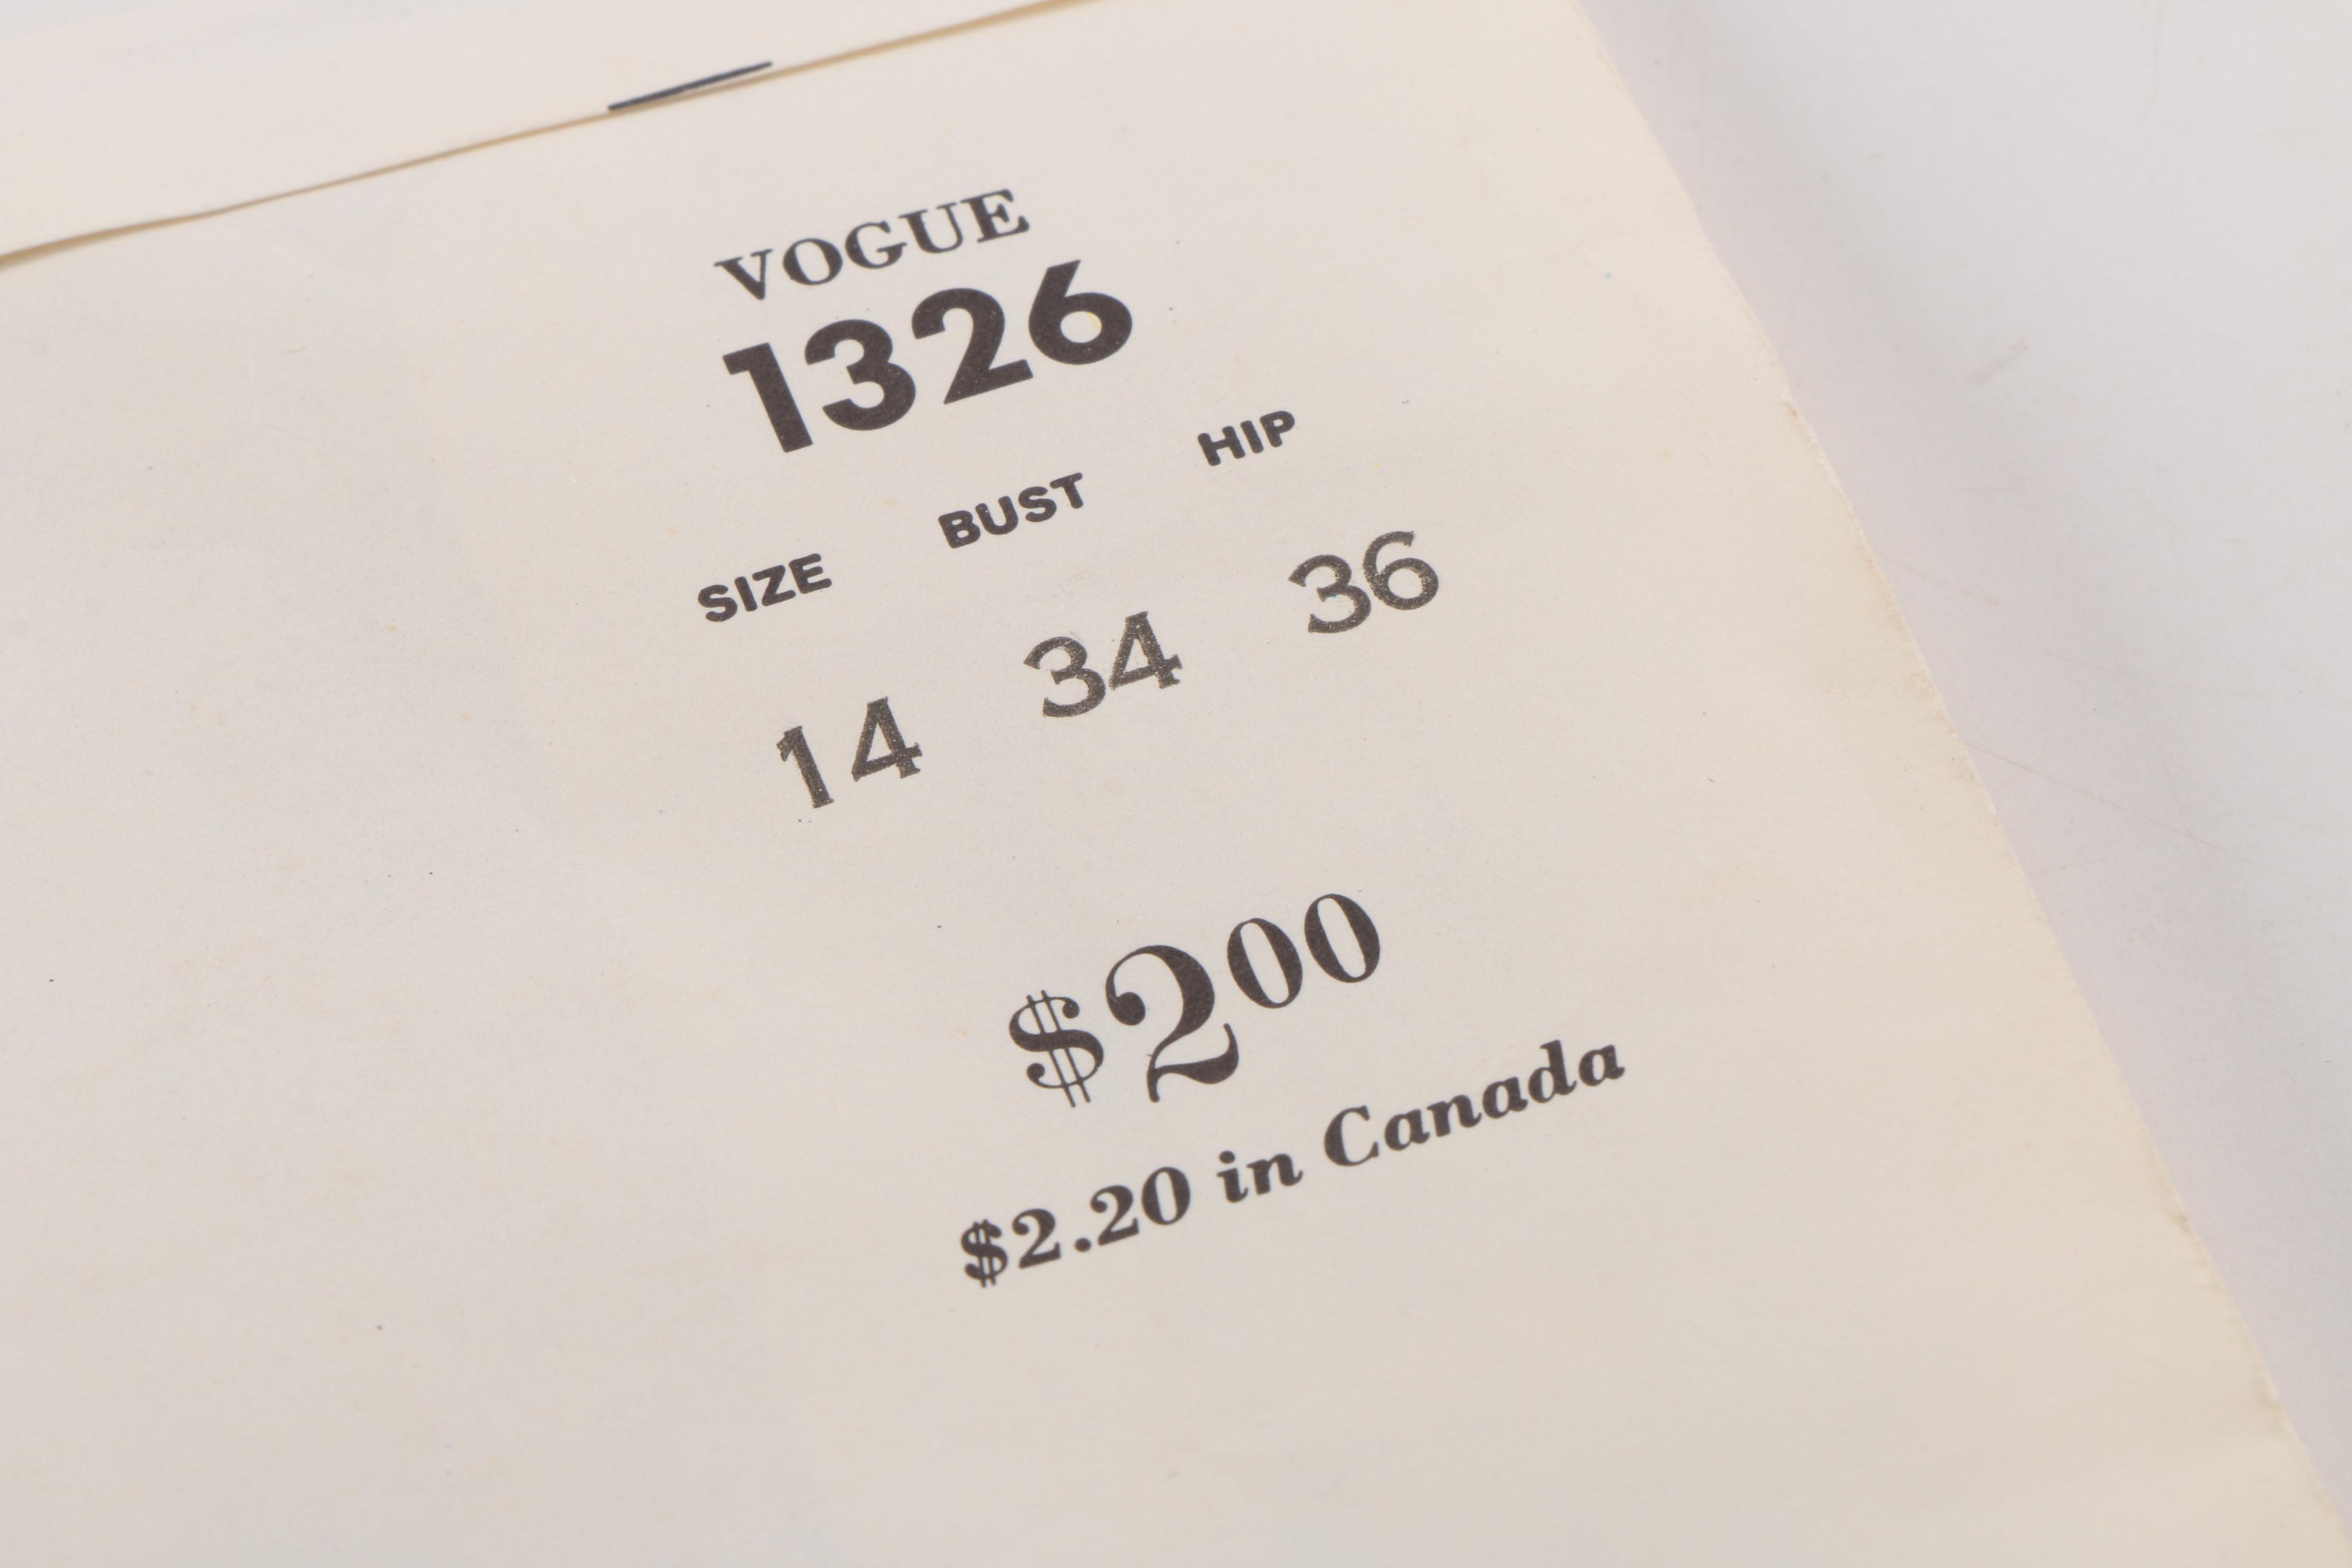 VOGUE
1326
SIZE BUST HIP
14 34 36
$200
$2.20 in Canada